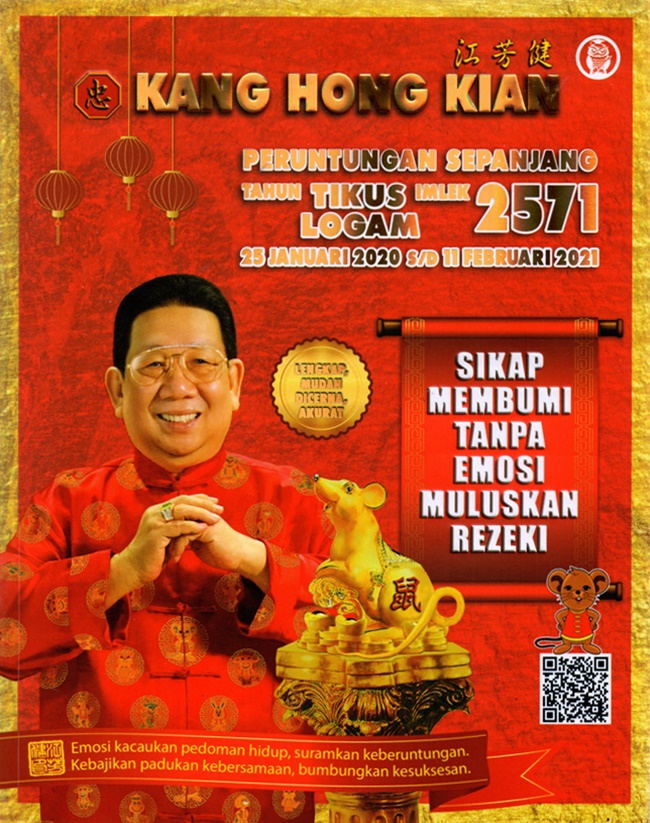 江芳健
忠 KANG HONG KIAN
PERUNTUNGAN SEPANJANG
TAHUN TIKUS LOGAM IMLEK 2571
25 JANUARI 2020 S/D 11 FEBRUARI 2021
LENGKAP,
MUDAH
DICERNA,
AKURAT
SIKAP
MEMBUMI
TANPA
EMOSI
MULUSKAN
REZEKI
鼠
Emosi kacaukan pedoman hidup, suramkan keberuntungan.
Kebajikan padukan kebersamaan, bumbungkan kesuksesan.